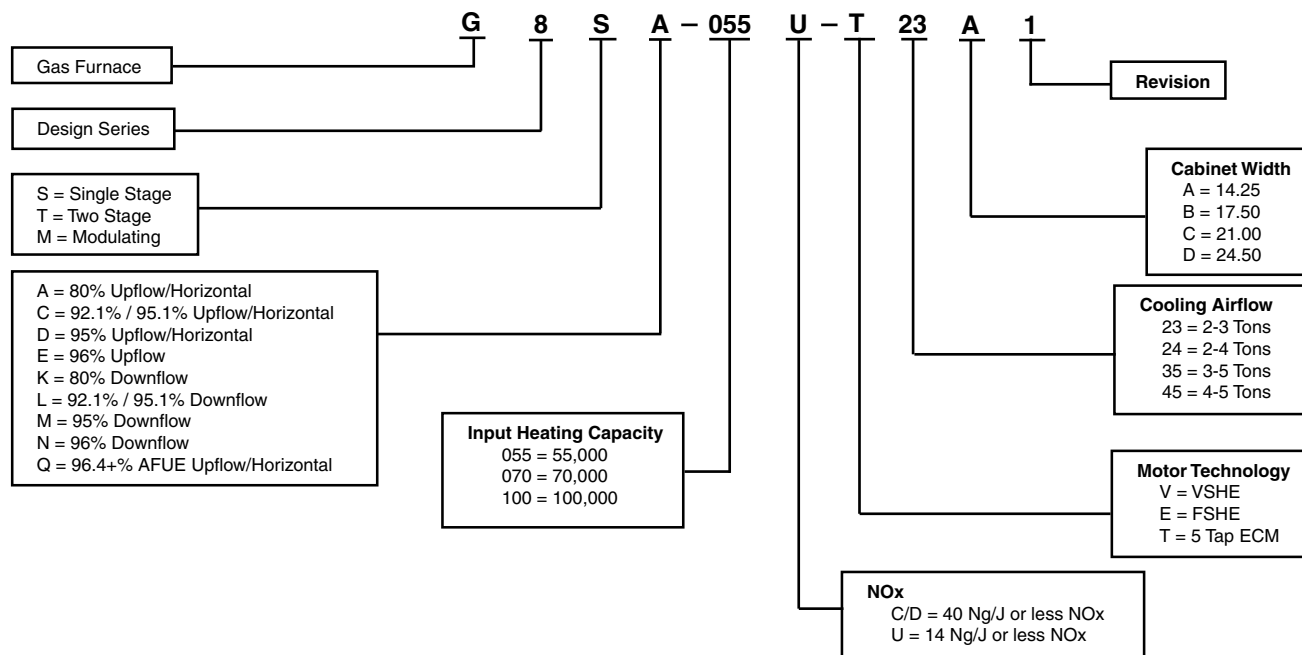 G 8 S A – 055 U – T 23 A 1
Gas Furnace
Design Series
S = Single Stage
T = Two Stage
M = Modulating
A = 80% Upflow/Horizontal
C = 92.1% / 95.1% Upflow/Horizontal
D = 95% Upflow/Horizontal
E = 96% Upflow
K = 80% Downflow
L = 92.1% / 95.1% Downflow
M = 95% Downflow
N = 96% Downflow
Q = 96.4+% AFUE Upflow/Horizontal
Input Heating Capacity
055 = 55,000
070 = 70,000
100 = 100,000
Revision
Cabinet Width
A = 14.25
B = 17.50
C = 21.00
D = 24.50
Cooling Airflow
23 = 2-3 Tons
24 = 2-4 Tons
35 = 3-5 Tons
45 = 4-5 Tons
Motor Technology
V = VSHE
E = FSHE
T = 5 Tap ECM
NOx
C/D = 40 Ng/J or less NOx
U = 14 Ng/J or less NOx